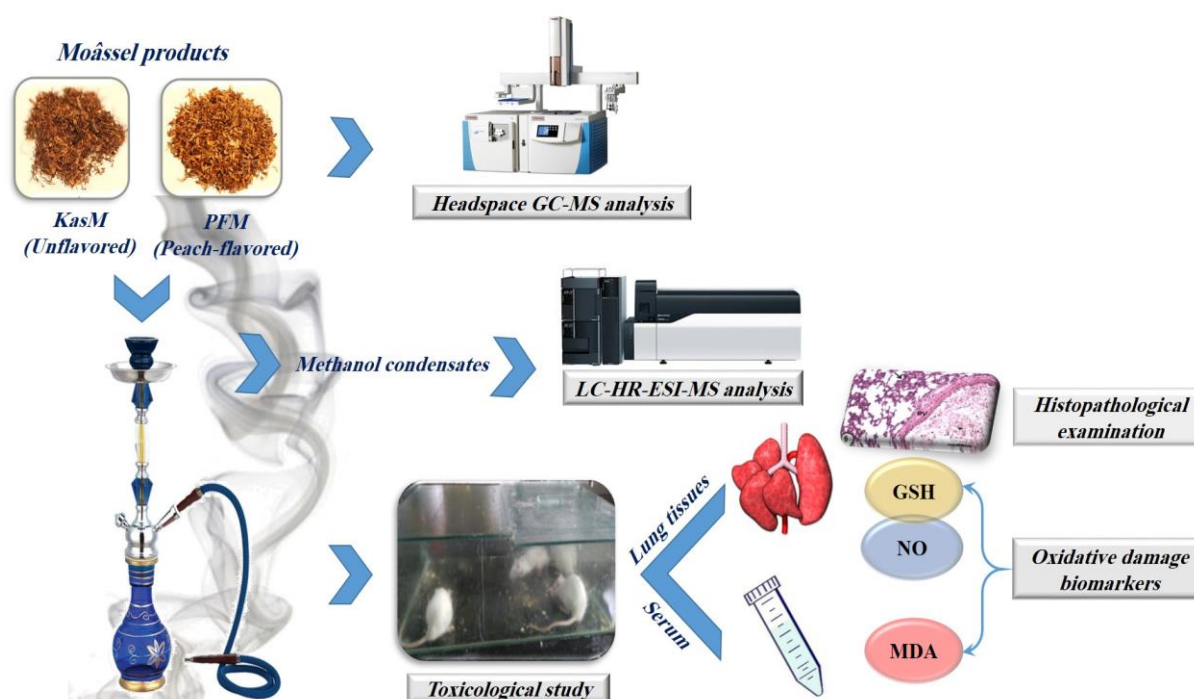 Moâssel products
KasM
(Unflavored)
PFM
(Peach-flavored)
Headspace GC-MS analysis
Methanol condensates
LC-HR-ESI-MS analysis
Histopathological
examination
Lung tissues
Serum
GSH
NO
MDA
Oxidative damage
biomarkers
Toxicological study